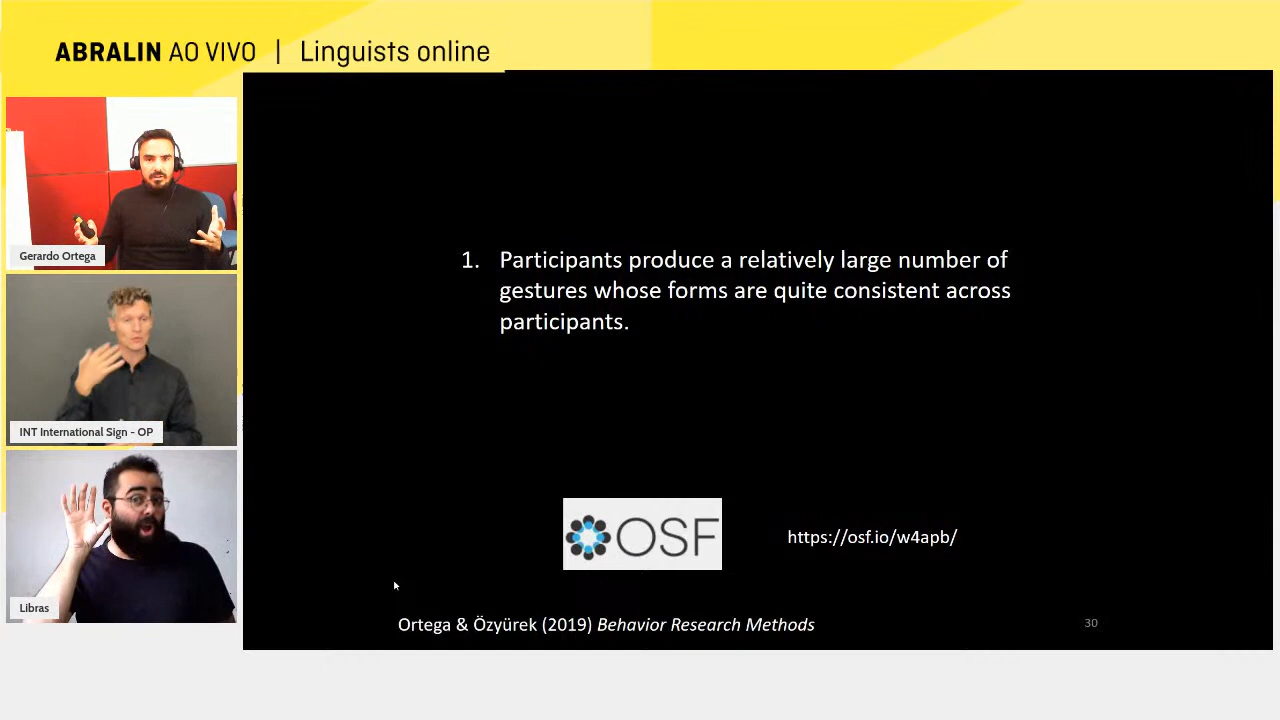 ABRALIN AO VIVO | Linguists online
Gerardo Ortega
INT International Sign - OP
Libras
1. Participants produce a relatively large number of
gestures whose forms are quite consistent across
participants.
OSF
https://osf.io/w4apb/
Ortega & Özyürek (2019) Behavior Research Methods
30